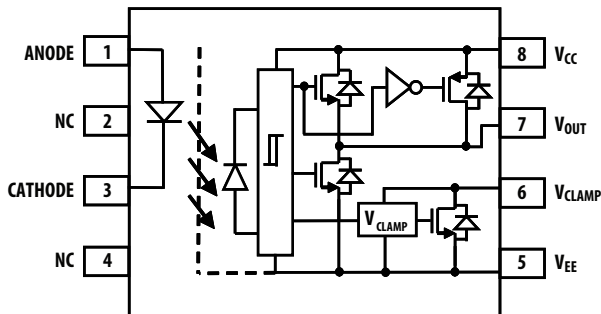 ANODE 1
NC 2
CATHODE 3
NC 4
8 VCC
7 VOUT
6 VCLAMP
5 VEE
VCLAMP